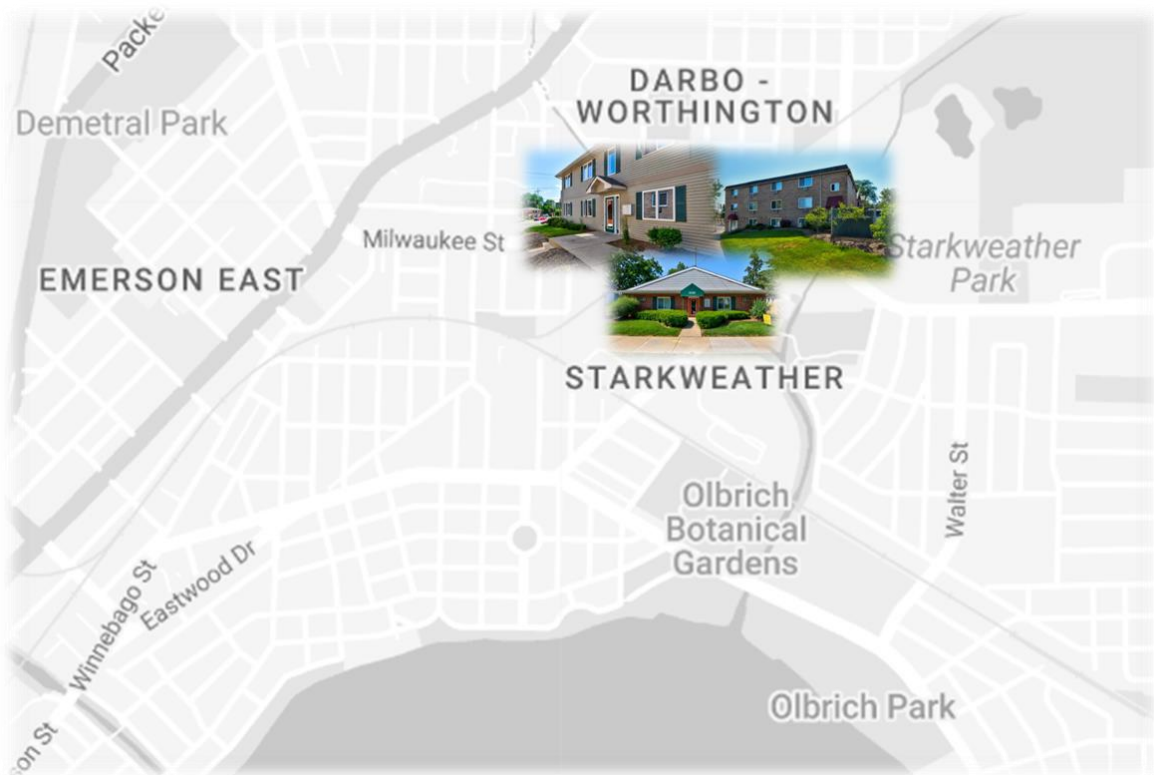 Packe
DARBO -
WORTHINGTON
Demetral Park
Milwaukee St
Starkweather
Park
EMERSON EAST
STARKWEATHER
Walter St
Olbrich
Botanical
Gardens
Eastwood Dr
Winnebago St
Olbrich Park
son St